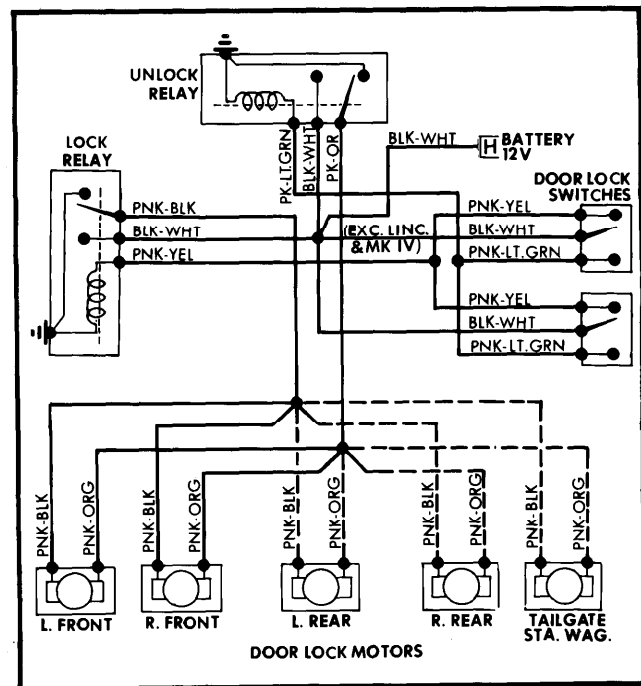 UNLOCK
RELAY
LOCK
RELAY
PK-LT.GRN
BLK-WHT
PK-OR
BLK-WHT
H BATTERY
12V
DOOR LOCK
SWITCHES
PNK-BLK
BLK-WHT
PNK-YEL
(EXC. LINC.
& MK IV)
PNK-YEL
BLK-WHT
PNK-LT.GRN
PNK-YEL
BLK-WHT
PNK-LT.GRN
PNK-BLK
PNK-ORG
PNK-BLK
PNK-ORG
PNK-BLK
PNK-ORG
PNK-BLK
PNK-ORG
PNK-BLK
PNK-ORG
L. FRONT
R. FRONT
L. REAR
R. REAR
TAILGATE
STA. WAG.
DOOR LOCK MOTORS